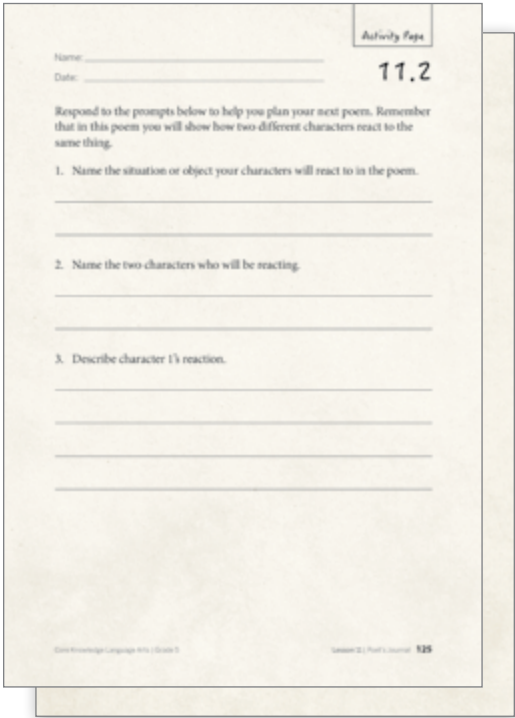 Activity Page
11.2
Name:
Date:
Respond to the prompts below to help you plan your next poem. Remember
that in this poem you will show how two different characters react to the
same thing.
1. Name the situation or object your characters will react to in the poem.
2. Name the two characters who will be reacting.
3. Describe character 1's reaction.
Core Knowledge Language Arts | Grade 5
Lesson 11 | Poet's Journal 125